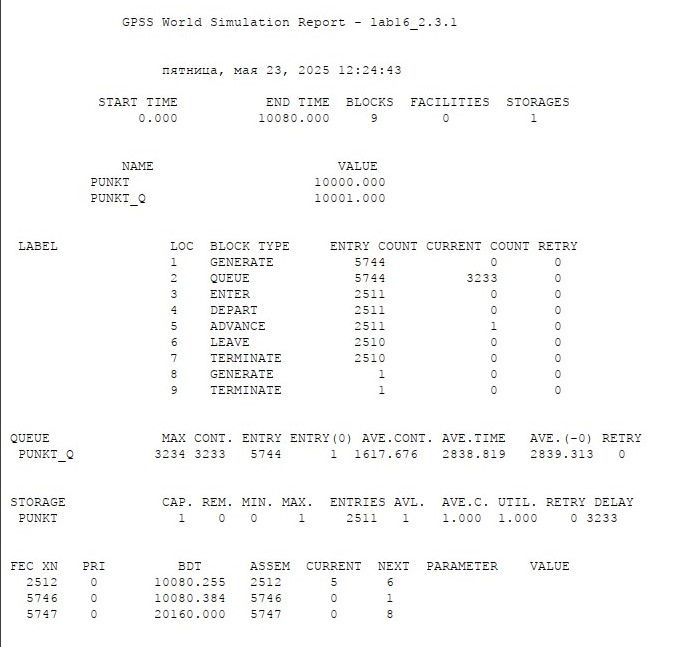 GPSS World Simulation Report - lab16_2.3.1
пятница, мая 23, 2025 12:24:43
START TIME END TIME BLOCKS FACILITIES STORAGES
0.000 10080.000 9 0 1
NAME VALUE
PUNKT 10000.000
PUNKT_Q 10001.000
LABEL LOC BLOCK TYPE ENTRY COUNT CURRENT COUNT RETRY
1 GENERATE 5744 0 0
2 QUEUE 5744 3233 0
3 ENTER 2511 0 0
4 DEPART 2511 0 0
5 ADVANCE 2511 1 0
6 LEAVE 2510 0 0
7 TERMINATE 2510 0 0
8 GENERATE 1 0 0
9 TERMINATE 1 0 0
QUEUE MAX CONT. ENTRY ENTRY(0) AVE.CONT. AVE.TIME AVE.(-0) RETRY
PUNKT_Q 3234 3233 5744 1 1617.676 2838.819 2839.313 0
STORAGE CAP. REM. MIN. MAX. ENTRIES AVL. AVE.C. UTIL. RETRY DELAY
PUNKT 1 0 0 1 2511 1 1.000 1.000 0 3233
FEC XN PRI BDT ASSEM CURRENT NEXT PARAMETER VALUE
2512 0 10080.255 2512 5 6
5746 0 10080.384 5746 0 1
5747 0 20160.000 5747 0 8